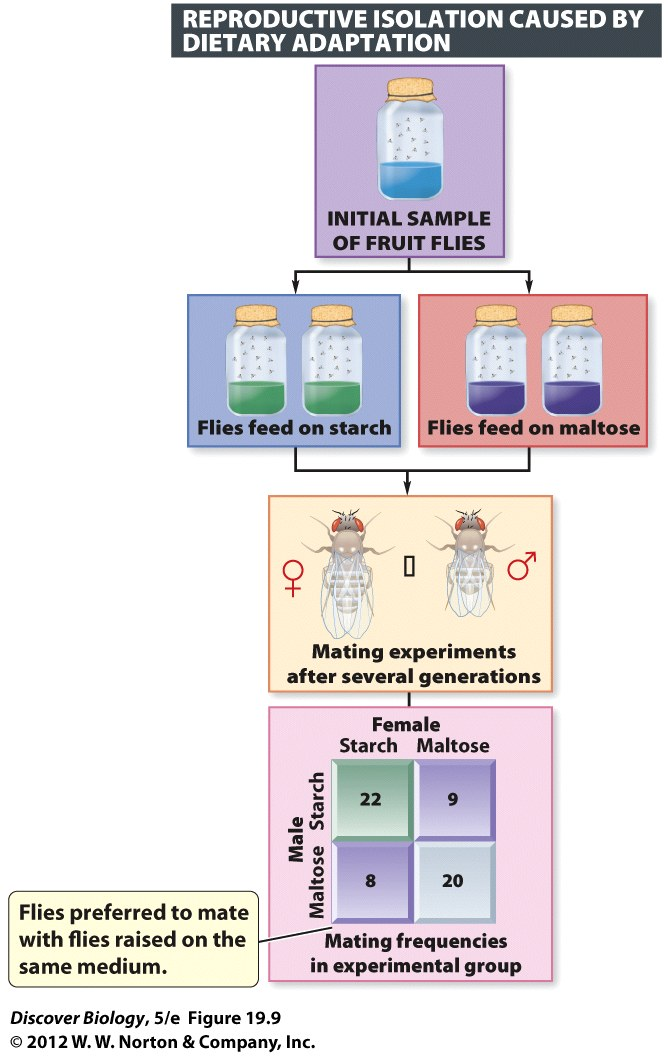 REPRODUCTIVE ISOLATION CAUSED BY
DIETARY ADAPTATION
INITIAL SAMPLE
OF FRUIT FLIES
Flies feed on starch
Flies feed on maltose
♀ ▯ ♂
Mating experiments
after several generations
Female
Starch Maltose
Male
Starch
22 9
Maltose
8 20
Flies preferred to mate
with flies raised on the
same medium.
Mating frequencies
in experimental group
Discover Biology, 5/e Figure 19.9
© 2012 W. W. Norton & Company, Inc.